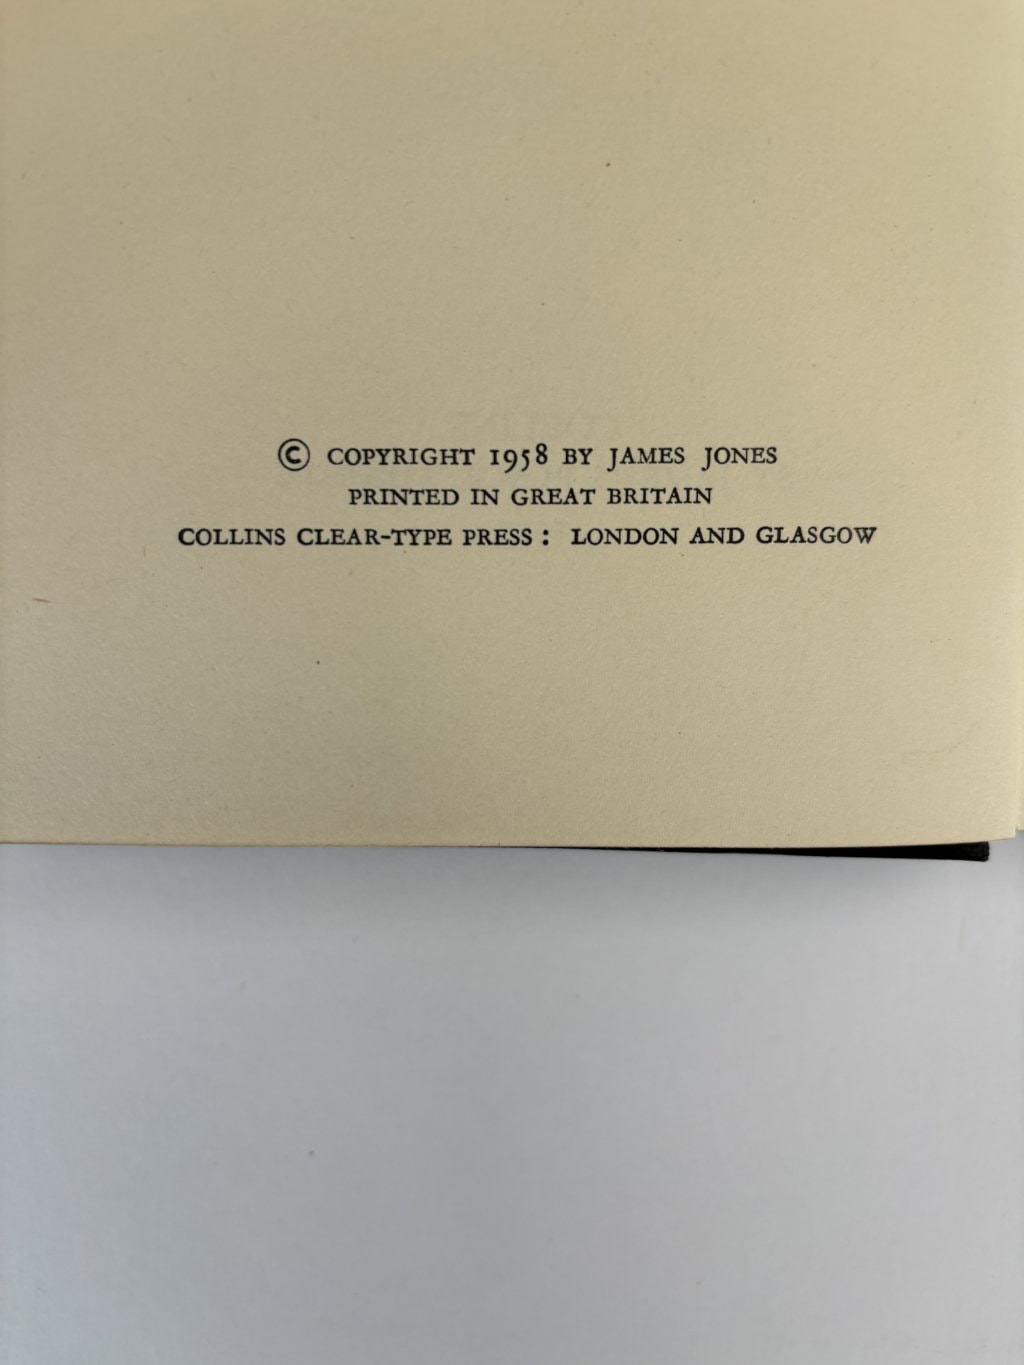 © COPYRIGHT 1958 BY JAMES JONES
PRINTED IN GREAT BRITAIN
COLLINS CLEAR-TYPE PRESS : LONDON AND GLASGOW